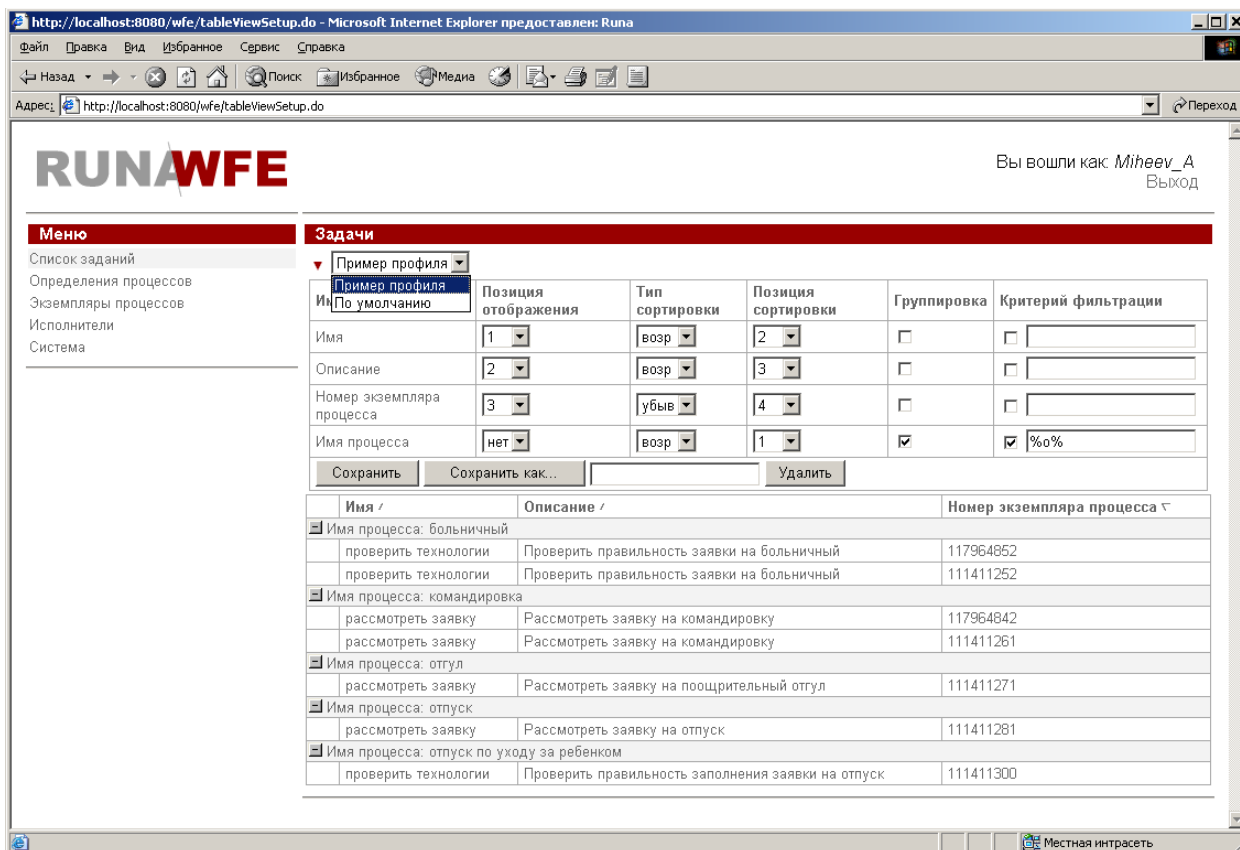 http://localhost:8080/wfe/tableViewSetup.do - Microsoft Internet Explorer предоставлен: Runa
Файл Правка Вид Избранное Сервис Справка
Назад Поиск Избранное Медиа
Адрес: http://localhost:8080/wfe/tableViewSetup.do Переход
RUNAWFE
Вы вошли как: Miheev_A
Выход
Меню
Список заданий
Определения процессов
Экземпляры процессов
Исполнители
Система
Задачи
Пример профиля
Пример профиля
По умолчанию
Позиция отображения Тип сортировки Позиция сортировки Группировка Критерий фильтрации
Имя 1 возр 2
Описание 2 возр 3
Номер экземпляра процесса 3 убыв 4
Имя процесса нет возр 1 %о%
Сохранить Сохранить как... Удалить
Имя Описание Номер экземпляра процесса
Имя процесса: больничный
проверить технологии Проверить правильность заявки на больничный 117964852
проверить технологии Проверить правильность заявки на больничный 111411252
Имя процесса: командировка
рассмотреть заявку Рассмотреть заявку на командировку 117964842
рассмотреть заявку Рассмотреть заявку на командировку 111411261
Имя процесса: отгул
рассмотреть заявку Рассмотреть заявку на поощрительный отгул 111411271
Имя процесса: отпуск
рассмотреть заявку Рассмотреть заявку на отпуск 111411281
Имя процесса: отпуск по уходу за ребенком
проверить технологии Проверить правильность заполнения заявки на отпуск 111411300
Местная интрасеть